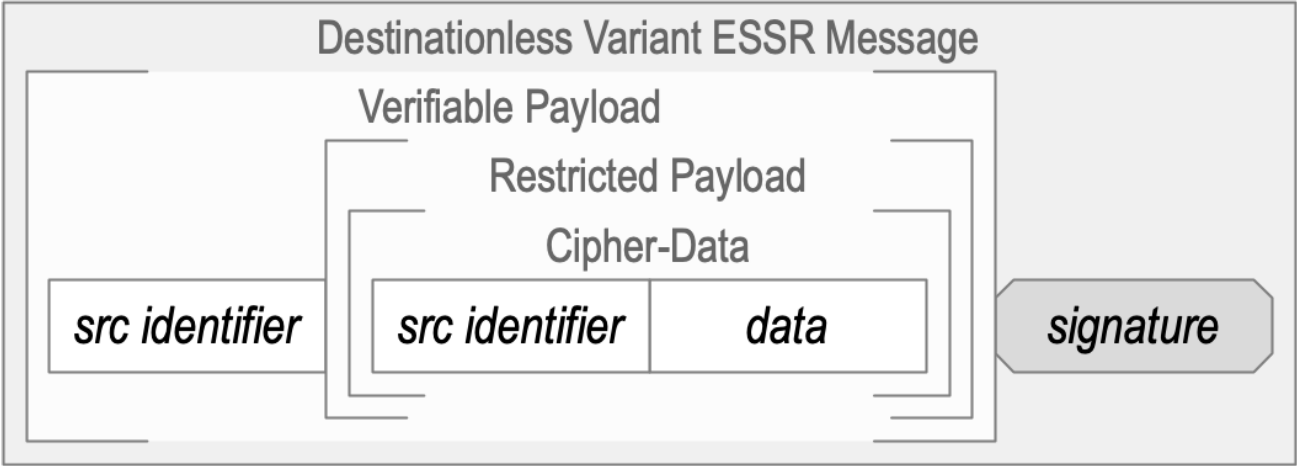 Destinationless Variant ESSR Message
Verifiable Payload
Restricted Payload
Cipher-Data
src identifier src identifier data signature